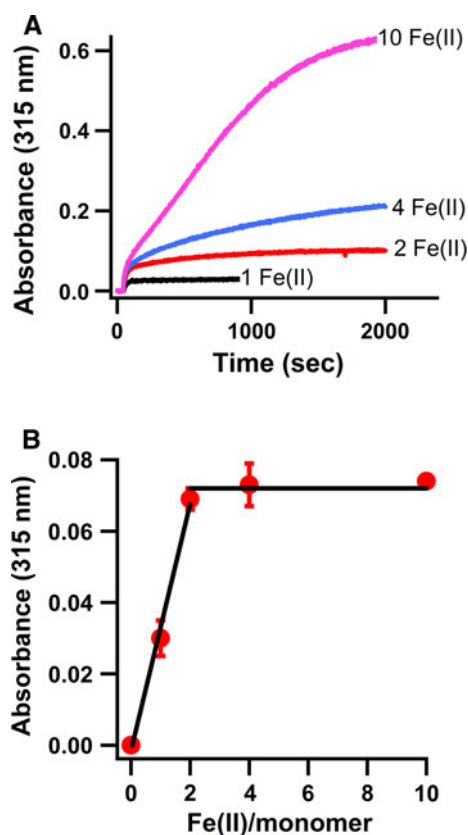 A
Absorbance (315 nm)
0.6
0.4
0.2
0.0
10 Fe(II)
4 Fe(II)
2 Fe(II)
1 Fe(II)
0 1000 2000
Time (sec)
B
Absorbance (315 nm)
0.08
0.06
0.04
0.02
0.00
0 2 4 6 8 10
Fe(II)/monomer